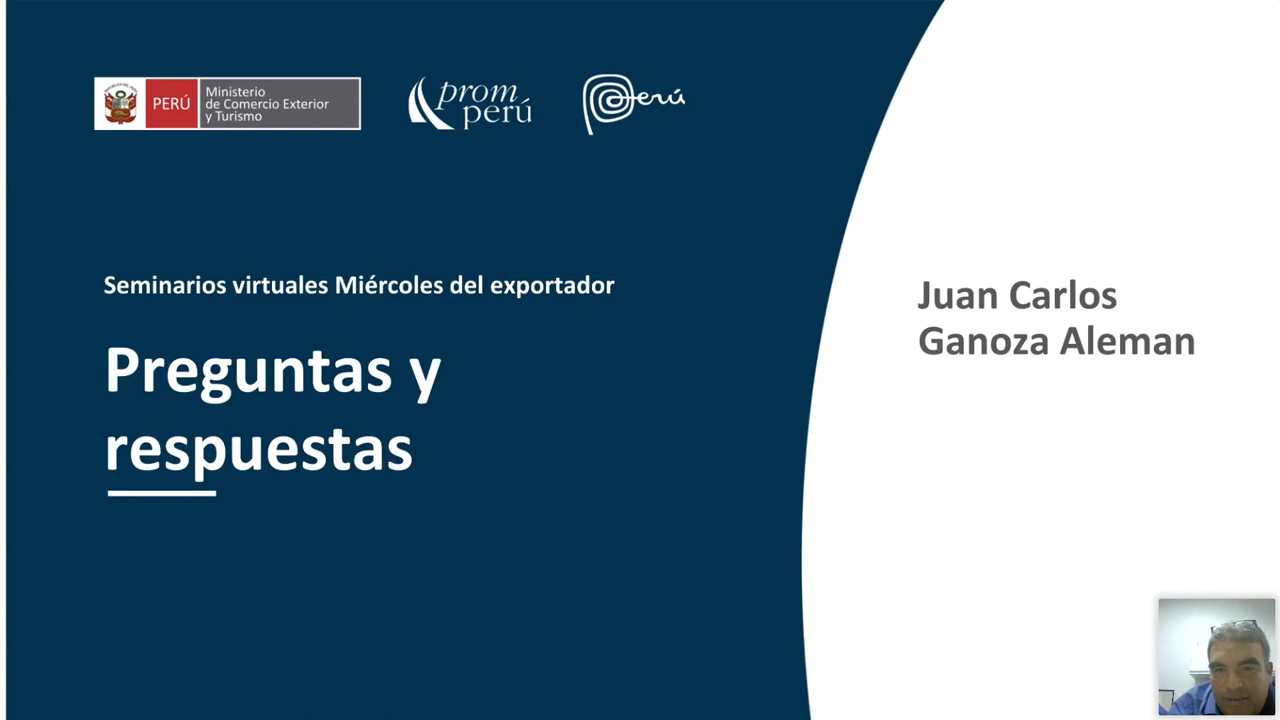 PERÚ
Ministerio
de Comercio Exterior
y Turismo
prom
perú
Perú
Seminarios virtuales Miércoles del exportador
Preguntas y
respuestas
Juan Carlos
Ganoza Aleman